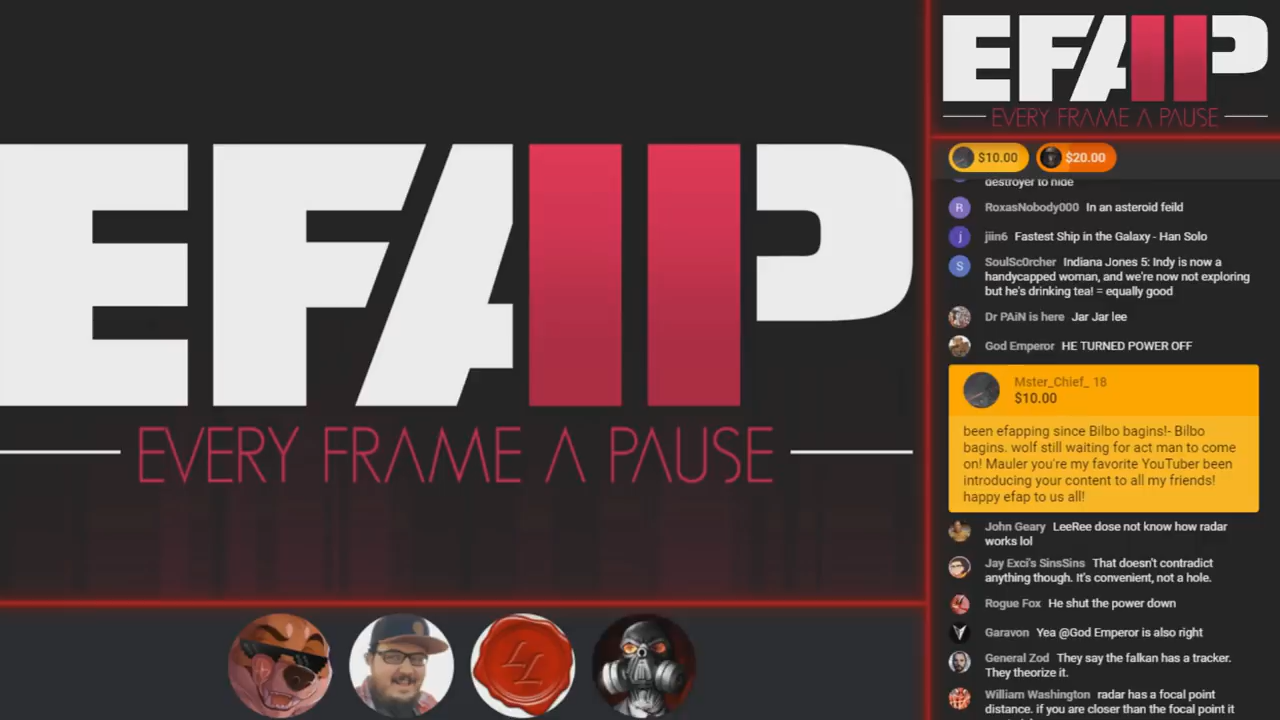 EFAP
EVERY FRAME A PAUSE
EFAP
EVERY FRAME A PAUSE
$10.00 $20.00
destroyer to hide
RoxasNobody000 In an asteroid feild
jiin6 Fastest Ship in the Galaxy - Han Solo
SoulSc0rcher Indiana Jones 5: Indy is now a
handycapped woman, and we're now not exploring
but he's drinking tea! = equally good
Dr PAiN is here Jar Jar lee
God Emperor HE TURNED POWER OFF
Mster_Chief_ 18
$10.00
been efapping since Bilbo bagins!- Bilbo
bagins. wolf still waiting for act man to come
on! Mauler you're my favorite YouTuber been
introducing your content to all my friends!
happy efap to us all!
John Geary LeeRee dose not know how radar
works lol
Jay Exci's SinsSins That doesn't contradict
anything though. It's convenient, not a hole.
Rogue Fox He shut the power down
Garavon Yea @God Emperor is also right
General Zod They say the falkan has a tracker.
They theorize it.
William Washington radar has a focal point
distance. if you are closer than the focal point it
LL